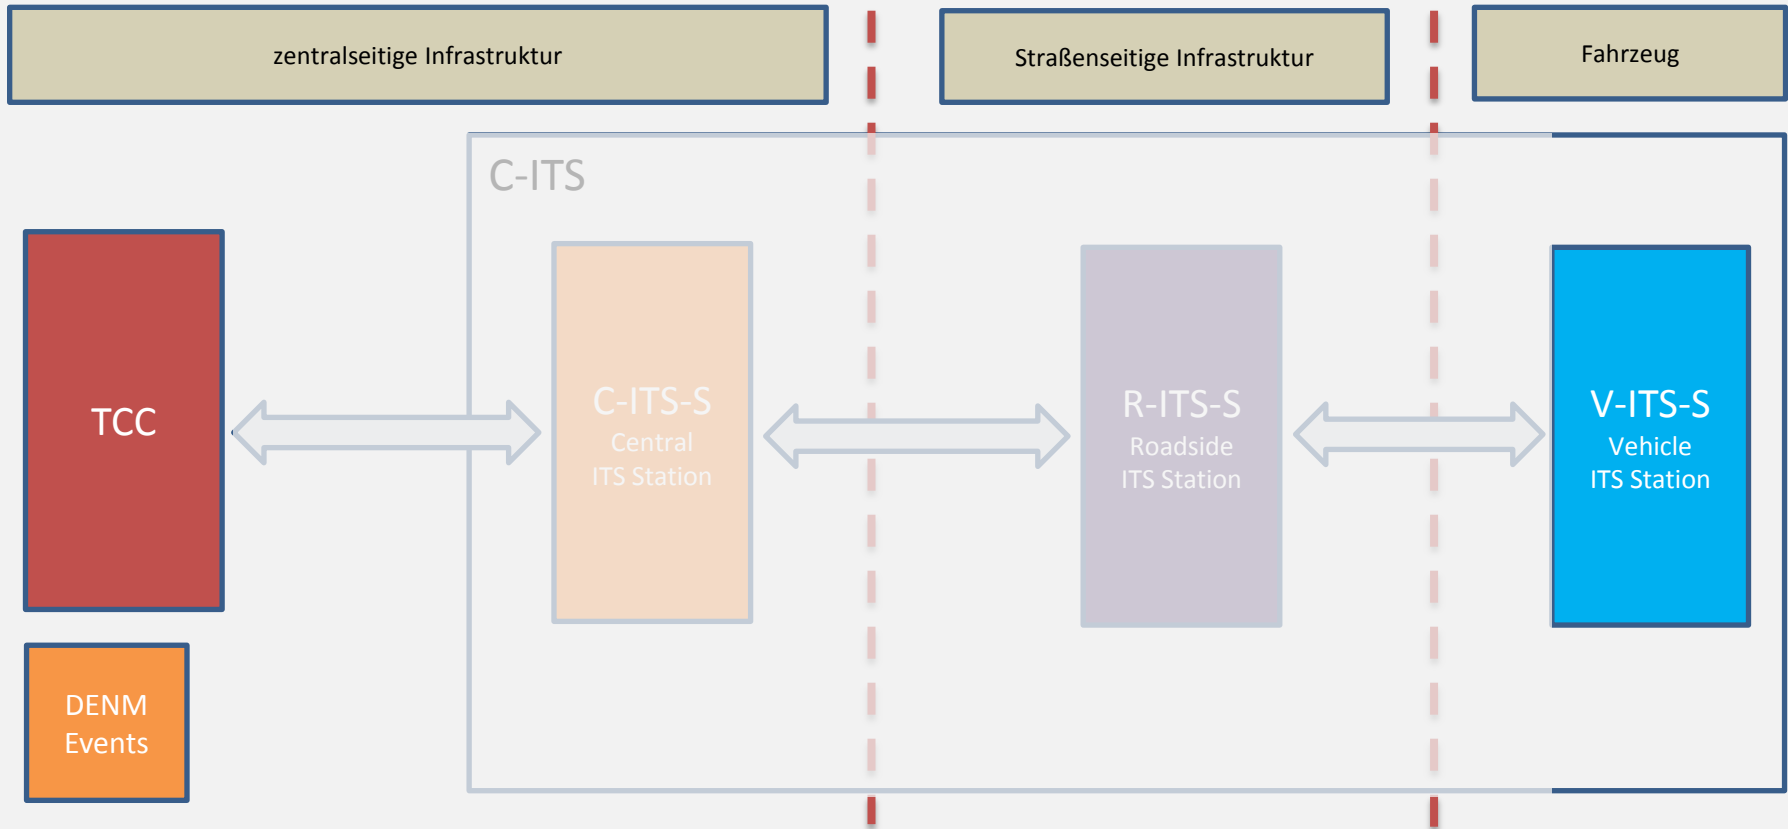 zentralseitige Infrastruktur
Straßenseitige Infrastruktur
Fahrzeug
C-ITS
TCC
C-ITS-S
Central
ITS Station
R-ITS-S
Roadside
ITS Station
V-ITS-S
Vehicle
ITS Station
DENM
Events